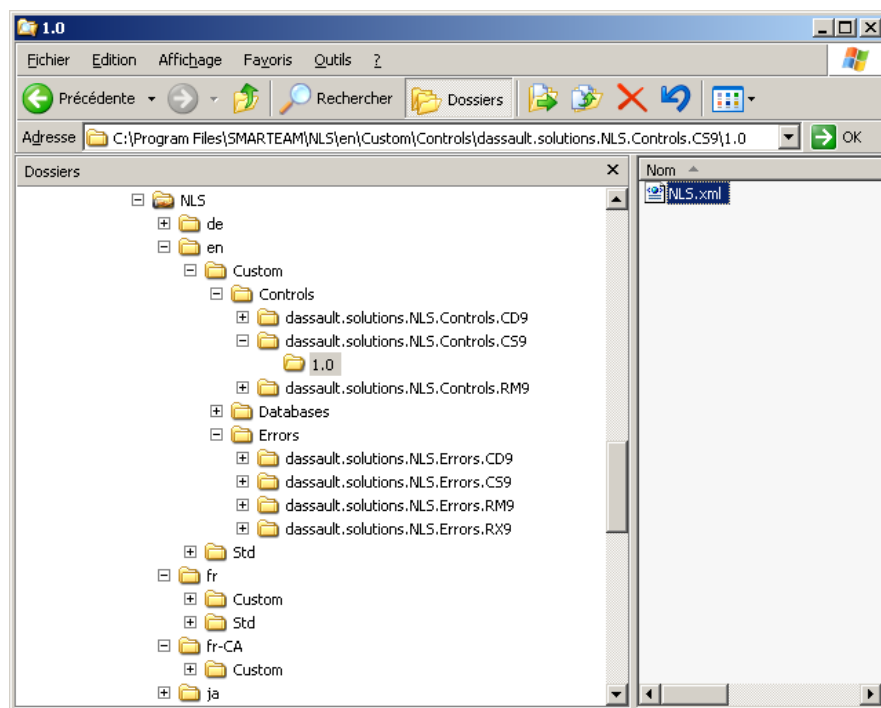 1.0
Fichier Edition Affichage Favoris Outils ?
Précédente Rechercher Dossiers
Adresse C:\Program Files\SMARTEAM\NLS\en\Custom\Controls\dassault.solutions.NLS.Controls.CS9\1.0 OK
Dossiers
Nom
NLS
de
en
Custom
Controls
dassault.solutions.NLS.Controls.CD9
dassault.solutions.NLS.Controls.CS9
1.0
dassault.solutions.NLS.Controls.RM9
Databases
Errors
dassault.solutions.NLS.Errors.CD9
dassault.solutions.NLS.Errors.CS9
dassault.solutions.NLS.Errors.RM9
dassault.solutions.NLS.Errors.RX9
Std
fr
Custom
Std
fr-CA
Custom
ja
NLS.xml